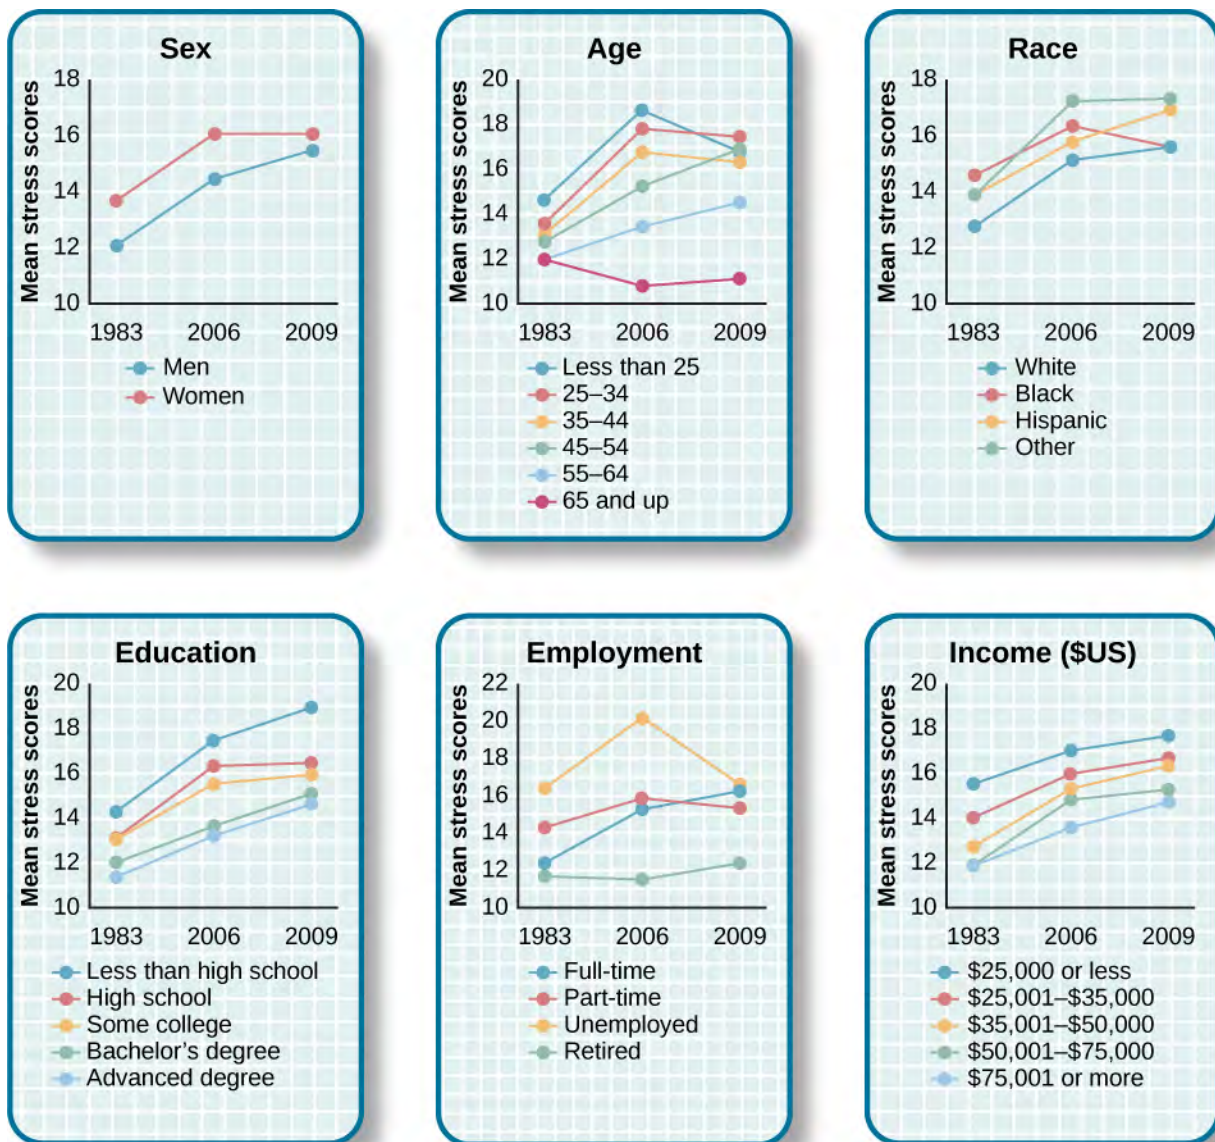 Sex
Mean stress scores
18
16
14
12
10
1983 2006 2009
Men
Women
Age
Mean stress scores
20
18
16
14
12
10
1983 2006 2009
Less than 25
25–34
35–44
45–54
55–64
65 and up
Race
Mean stress scores
18
16
14
12
10
1983 2006 2009
White
Black
Hispanic
Other
Education
Mean stress scores
20
18
16
14
12
10
1983 2006 2009
Less than high school
High school
Some college
Bachelor’s degree
Advanced degree
Employment
Mean stress scores
22
20
18
16
14
12
10
1983 2006 2009
Full-time
Part-time
Unemployed
Retired
Income ($US)
Mean stress scores
20
18
16
14
12
10
1983 2006 2009
$25,000 or less
$25,001–$35,000
$35,001–$50,000
$50,001–$75,000
$75,001 or more